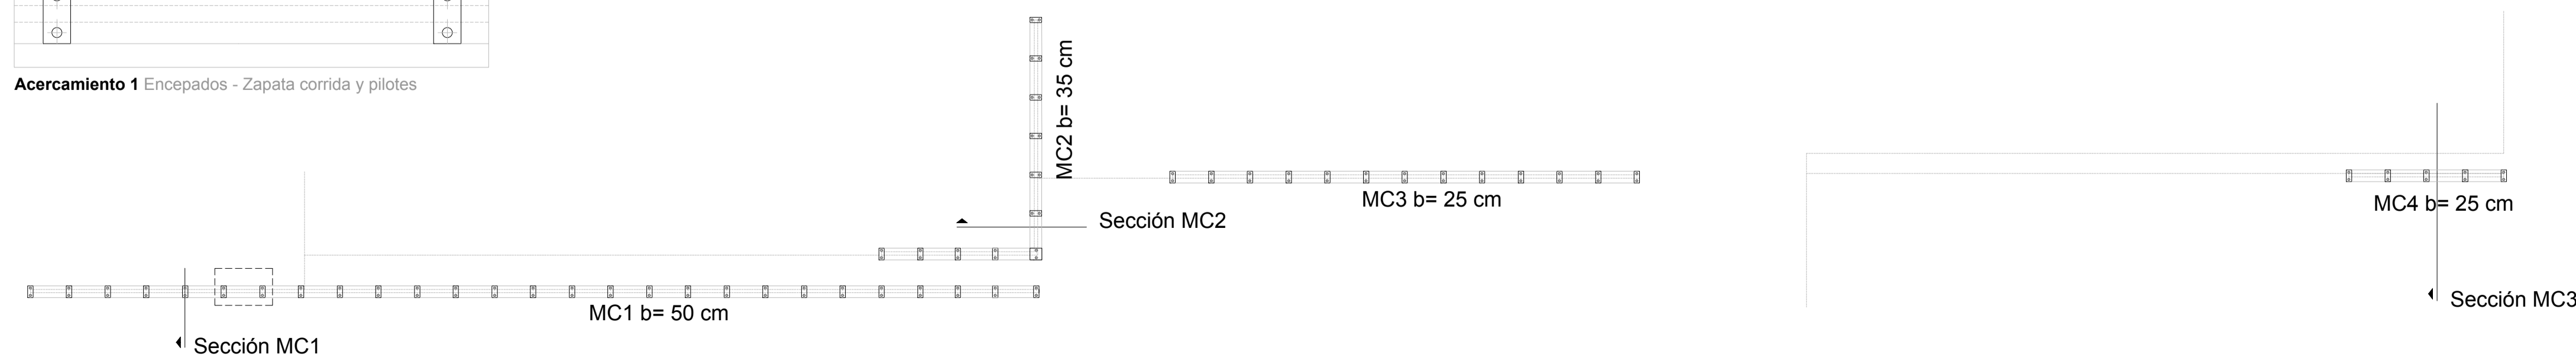 Acercamiento 1 Encepados - Zapata corrida y pilotes
MC2 b= 35 cm
MC3 b= 25 cm
MC4 b= 25 cm
Sección MC2
Sección MC3
MC1 b= 50 cm
Sección MC1